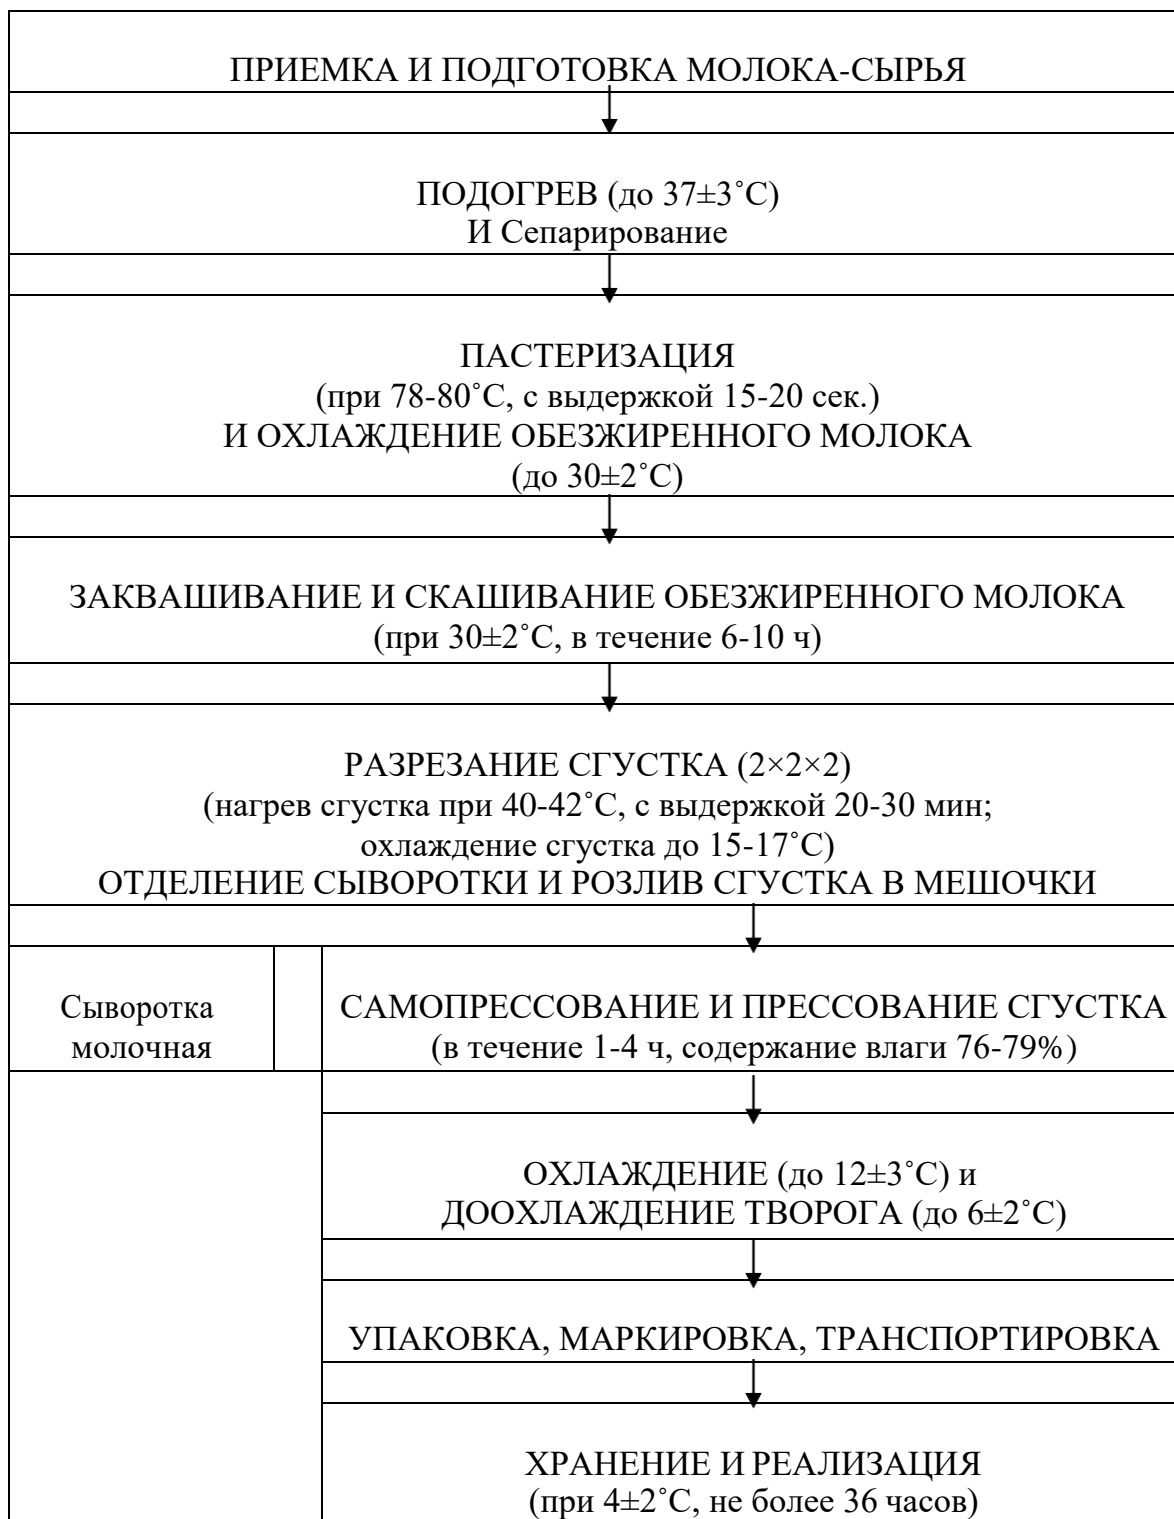 ПРИЕМКА И ПОДГОТОВКА МОЛОКА-СЫРЬЯ
ПОДОГРЕВ (до 37±3˚С)
И Сепарирование
ПАСТЕРИЗАЦИЯ
(при 78-80˚С, с выдержкой 15-20 сек.)
И ОХЛАЖДЕНИЕ ОБЕЗЖИРЕННОГО МОЛОКА
(до 30±2˚С)
ЗАКВАШИВАНИЕ И СКАШИВАНИЕ ОБЕЗЖИРЕННОГО МОЛОКА
(при 30±2˚С, в течение 6-10 ч)
РАЗРЕЗАНИЕ СГУСТКА (2×2×2)
(нагрев сгустка при 40-42˚С, с выдержкой 20-30 мин;
охлаждение сгустка до 15-17˚С)
ОТДЕЛЕНИЕ СЫВОРОТКИ И РОЗЛИВ СГУСТКА В МЕШОЧКИ
Сыворотка
молочная
САМОПРЕССОВАНИЕ И ПРЕССОВАНИЕ СГУСТКА
(в течение 1-4 ч, содержание влаги 76-79%)
ОХЛАЖДЕНИЕ (до 12±3˚С) и
ДООХЛАЖДЕНИЕ ТВОРОГА (до 6±2˚С)
УПАКОВКА, МАРКИРОВКА, ТРАНСПОРТИРОВКА
ХРАНЕНИЕ И РЕАЛИЗАЦИЯ
(при 4±2˚С, не более 36 часов)